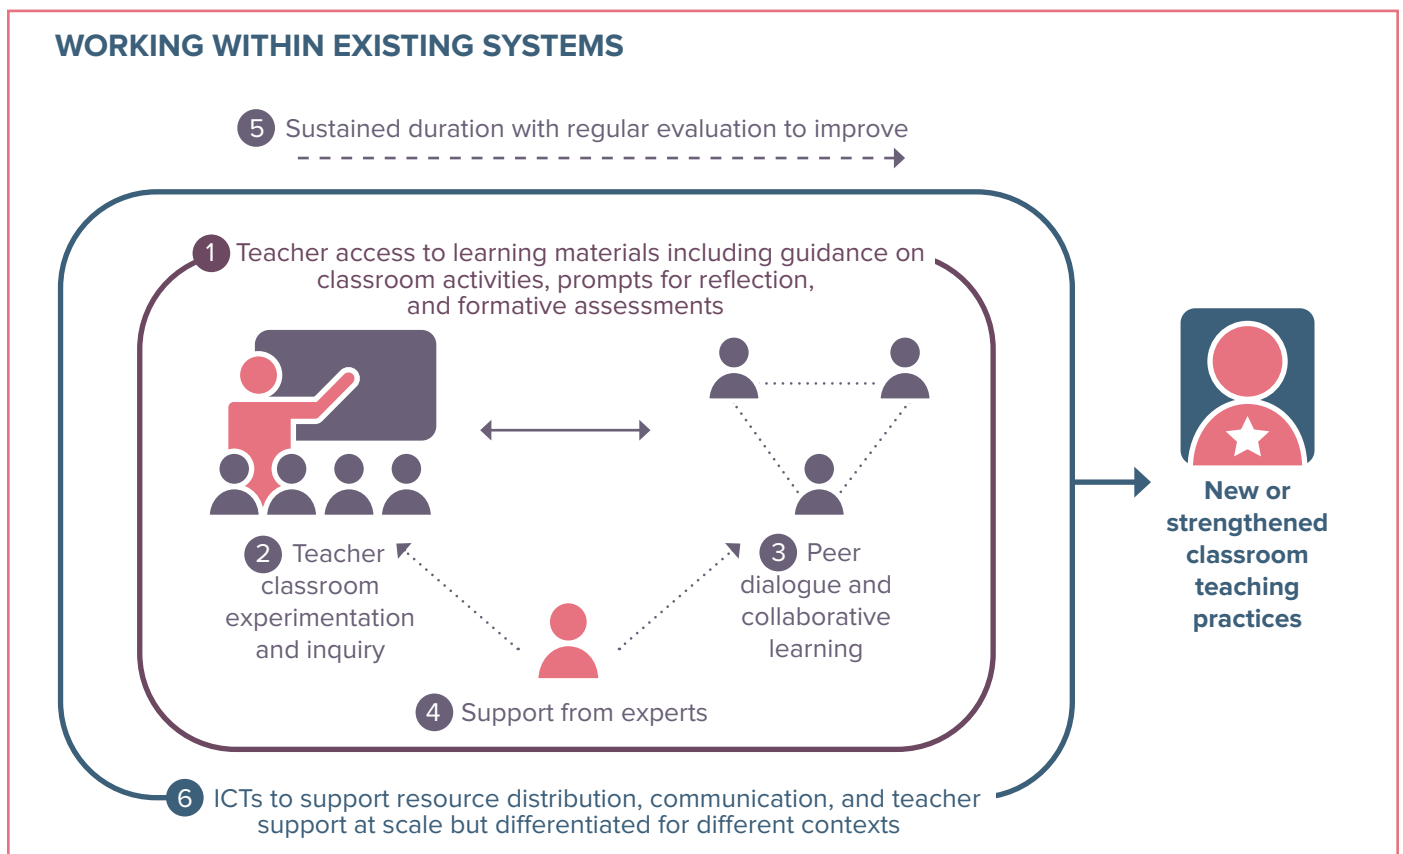 WORKING WITHIN EXISTING SYSTEMS
5 Sustained duration with regular evaluation to improve
1 Teacher access to learning materials including guidance on
classroom activities, prompts for reflection,
and formative assessments
2 Teacher
classroom
experimentation
and inquiry
3 Peer
dialogue and
collaborative
learning
4 Support from experts
6 ICTs to support resource distribution, communication, and teacher
support at scale but differentiated for different contexts
New or
strengthened
classroom
teaching
practices